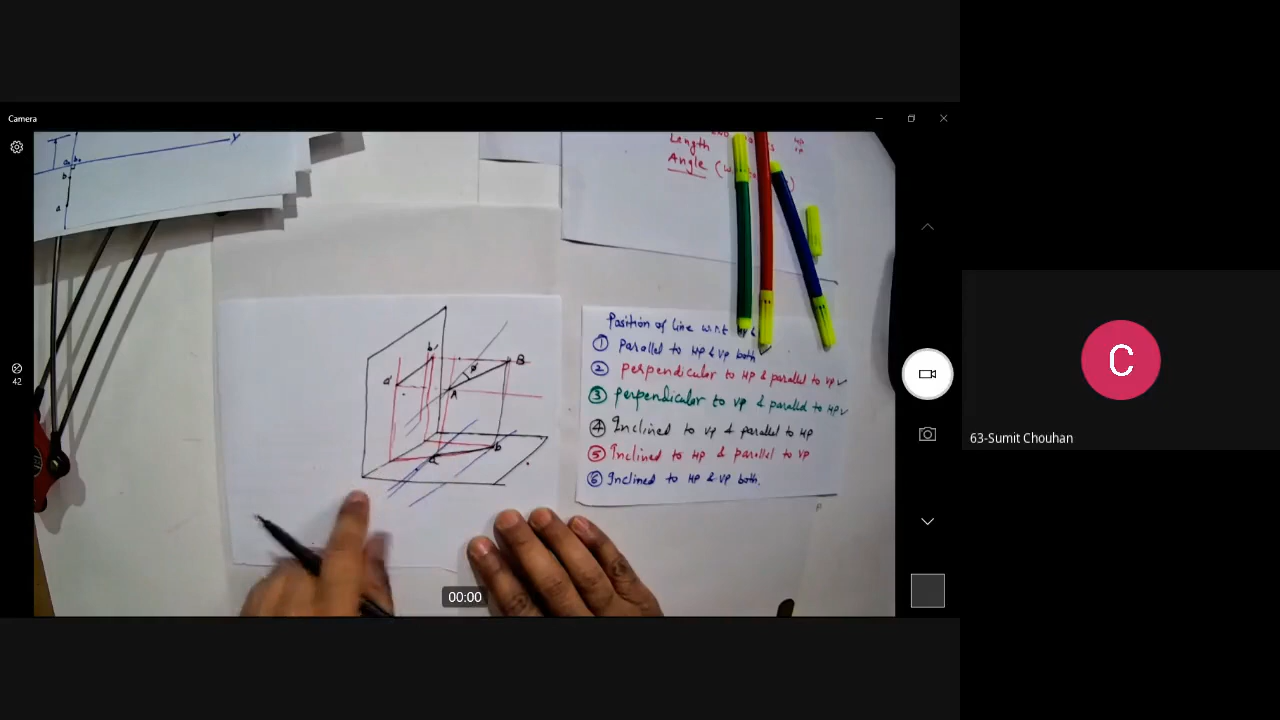 Camera
Y
a
b
Length
Angle (w
Position of Line w.r.t HP &
① Parallel to HP & VP both ✓
② perpendicular to HP & parallel to VP ✓
③ perpendicular to VP & parallel to HP ✓
④ Inclined to VP & parallel to HP
⑤ Inclined to HP & parallel to VP
⑥ Inclined to HP & VP both.
b'
a'
ø
B
A
a
b
42
00:00
C
63-Sumit Chouhan